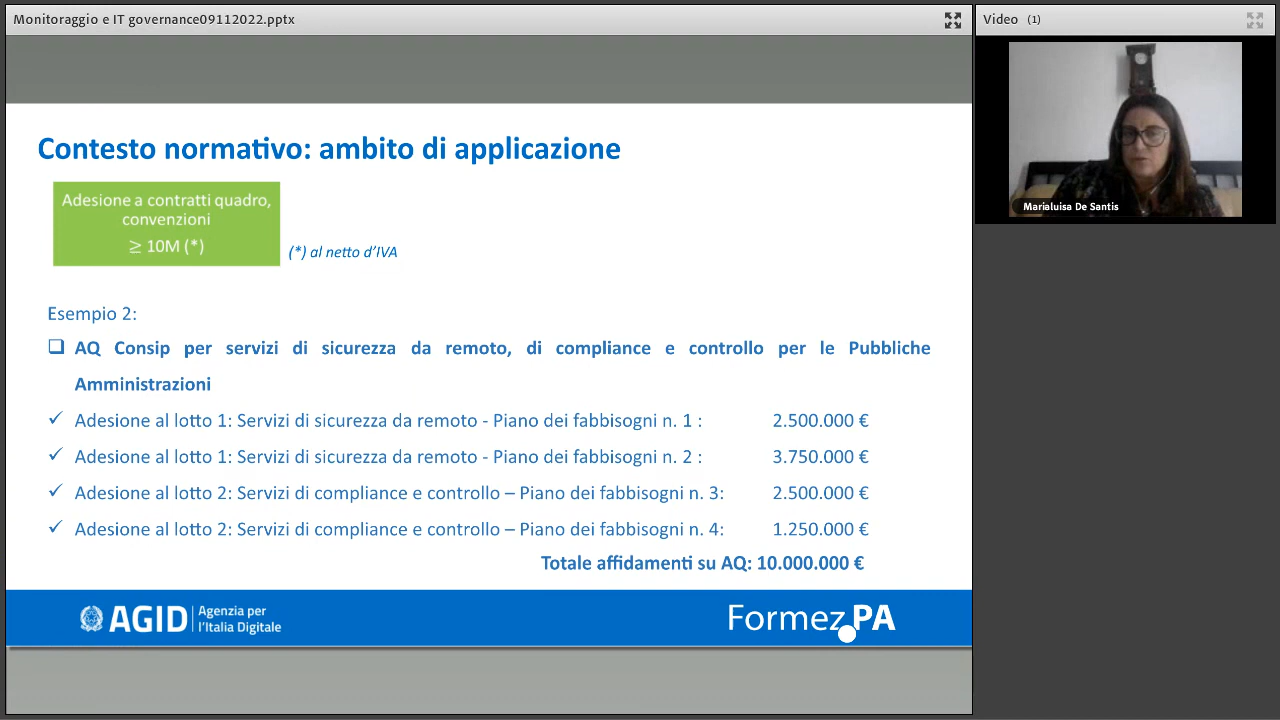 Monitoraggio e IT governance09112022.pptx
Video (1)
Marialuisa De Santis
Contesto normativo: ambito di applicazione
Adesione a contratti quadro,
convenzioni
≧ 10M (*)
(*) al netto d'IVA
Esempio 2:
AQ Consip per servizi di sicurezza da remoto, di compliance e controllo per le Pubbliche
Amministrazioni
Adesione al lotto 1: Servizi di sicurezza da remoto - Piano dei fabbisogni n. 1 : 2.500.000 €
Adesione al lotto 1: Servizi di sicurezza da remoto - Piano dei fabbisogni n. 2 : 3.750.000 €
Adesione al lotto 2: Servizi di compliance e controllo – Piano dei fabbisogni n. 3: 2.500.000 €
Adesione al lotto 2: Servizi di compliance e controllo – Piano dei fabbisogni n. 4: 1.250.000 €
Totale affidamenti su AQ: 10.000.000 €
AGID
Agenzia per
l'Italia Digitale
Formez PA